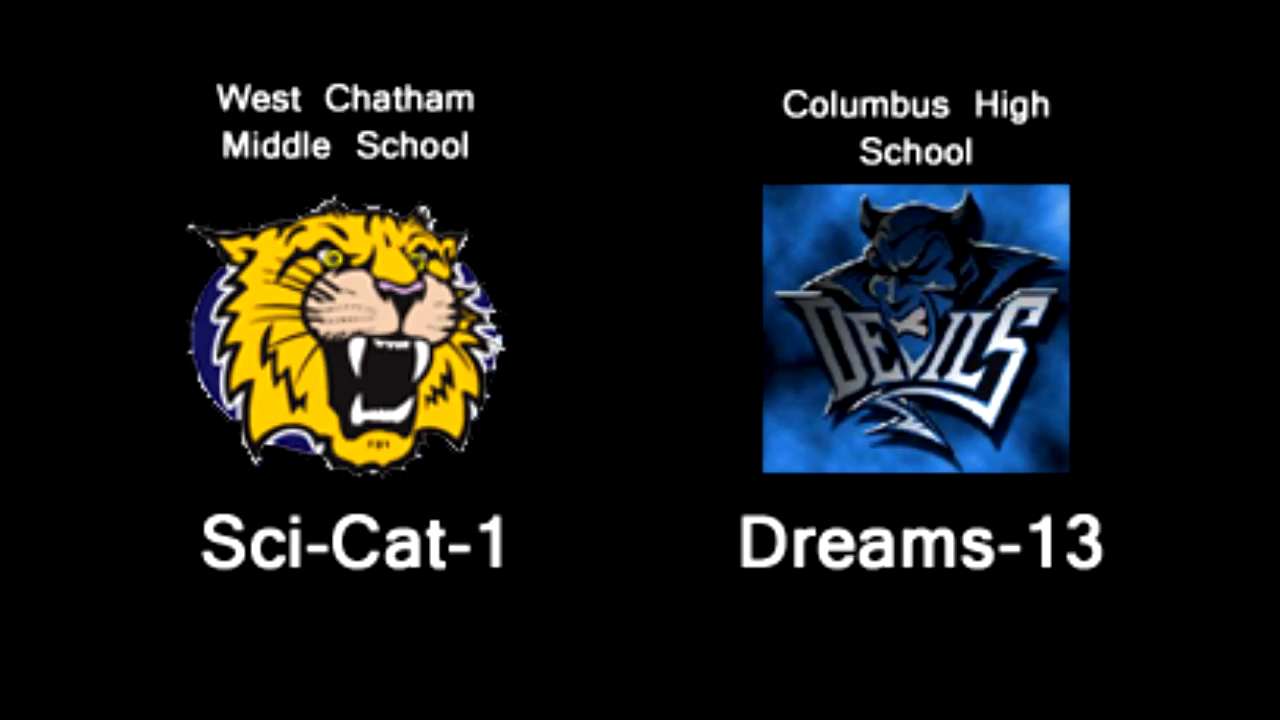 West Chatham
Middle School
Sci-Cat-1
Columbus High
School
DEVILS
Dreams-13